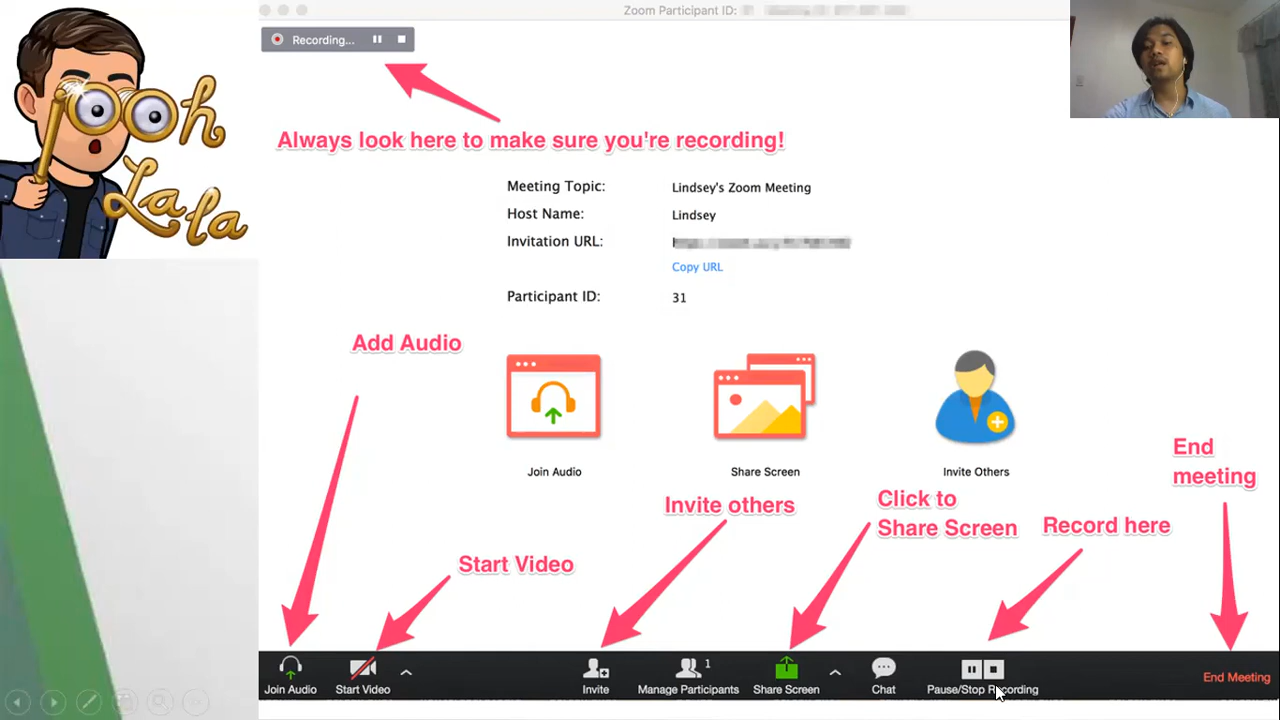 Zoom Participant ID:
Recording...
ooh
La
la
Always look here to make sure you're recording!
Meeting Topic: Lindsey's Zoom Meeting
Host Name: Lindsey
Invitation URL:
Copy URL
Participant ID: 31
Add Audio
Join Audio
Share Screen
Invite Others
End
meeting
Invite others
Click to
Share Screen
Record here
Start Video
1
Join Audio
Start Video
Invite
Manage Participants
Share Screen
Chat
Pause/Stop Recording
End Meeting